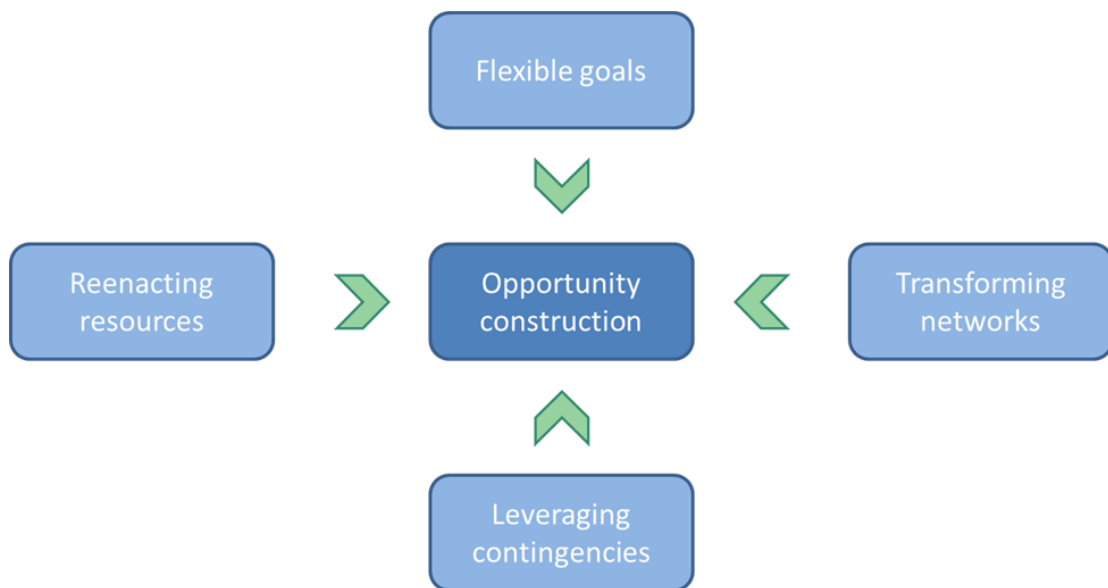 Flexible goals
Reenacting
resources
Opportunity
construction
Transforming
networks
Leveraging
contingencies